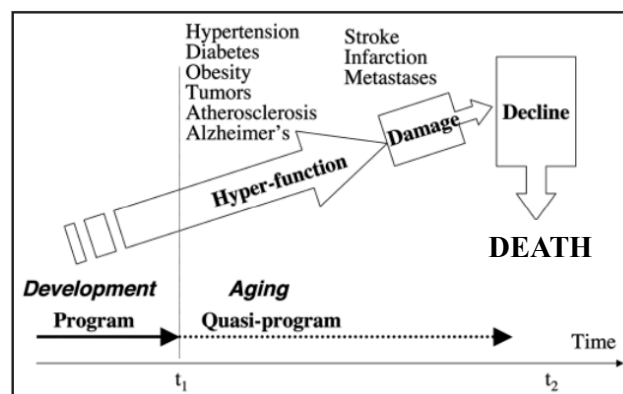 Hypertension
Diabetes
Obesity
Tumors
Atherosclerosis
Alzheimer's
Stroke
Infarction
Metastases
Hyper-function
Damage
Decline
DEATH
Development
Program
Aging
Quasi-program
Time
t1
t2